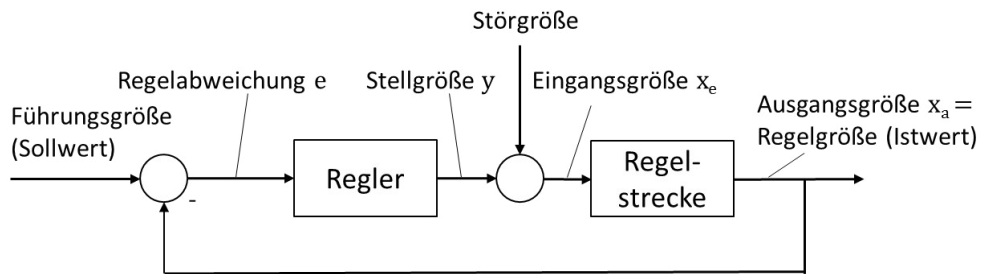 Störgröße
Regelabweichung e
Stellgröße y
Eingangsgröße xₑ
Führungsgröße
(Sollwert)
Ausgangsgröße xₐ =
Regelgröße (Istwert)
Regler
Regel-
strecke
-